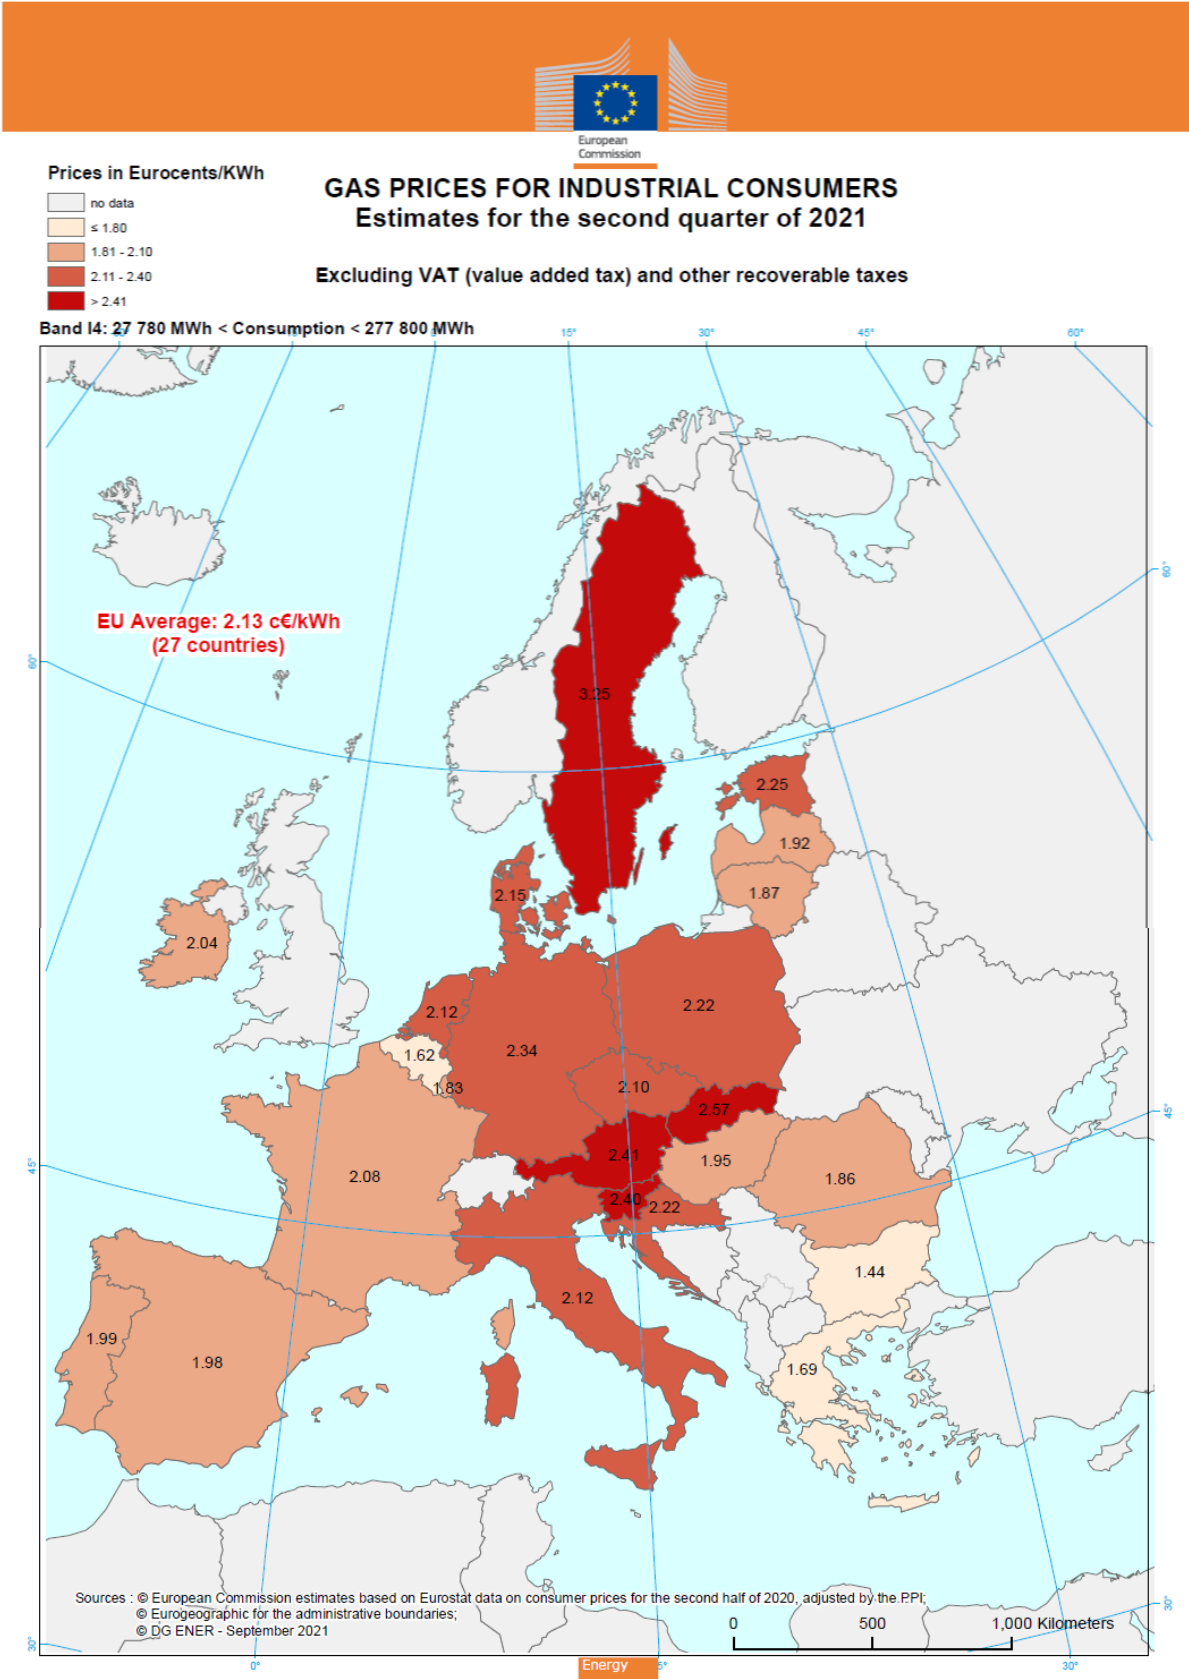 European
Commission
Prices in Eurocents/KWh
no data
≤ 1.80
1.81 - 2.10
2.11 - 2.40
> 2.41
GAS PRICES FOR INDUSTRIAL CONSUMERS
Estimates for the second quarter of 2021
Excluding VAT (value added tax) and other recoverable taxes
Band I4: 27 780 MWh < Consumption < 277 800 MWh
15° 30° 45° 60°
EU Average: 2.13 c€/kWh
(27 countries)
60°
60°
3.25
2.25
1.92
1.87
2.15
2.04
2.12
2.22
2.34
1.62
1.83
2.10
2.57
45°
45°
2.41
1.95
2.08
1.86
2.40
2.22
1.44
2.12
1.99
1.98
1.69
Sources : © European Commission estimates based on Eurostat data on consumer prices for the second half of 2020, adjusted by the PPI;
© Eurogeographic for the administrative boundaries;
© DG ENER - September 2021
0 500 1,000 Kilometers
30°
30°
0° 30°
Energy